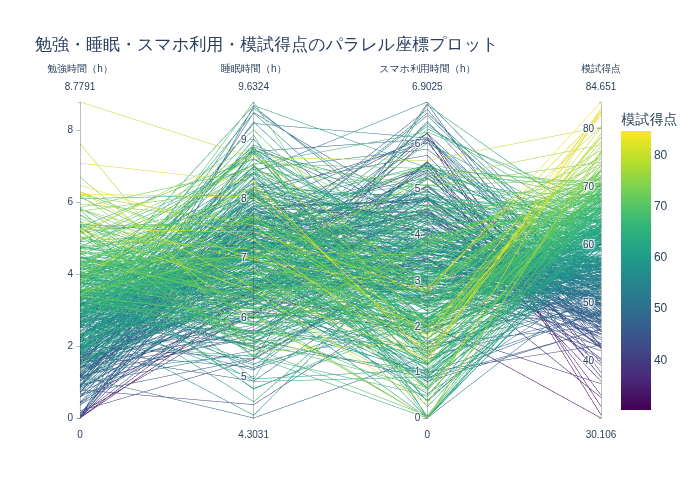 勉強・睡眠・スマホ利用・模試得点のパラレル座標プロット
勉強時間（h） 睡眠時間（h） スマホ利用時間（h） 模試得点
8.7791 9.6324 6.9025 84.651
模試得点
8 9 6 80 80
6 8 5 70 70
4 7 4 60 60
3
2 6 2 50 50
5 1 40 40
0 0
0 4.3031 0 30.106